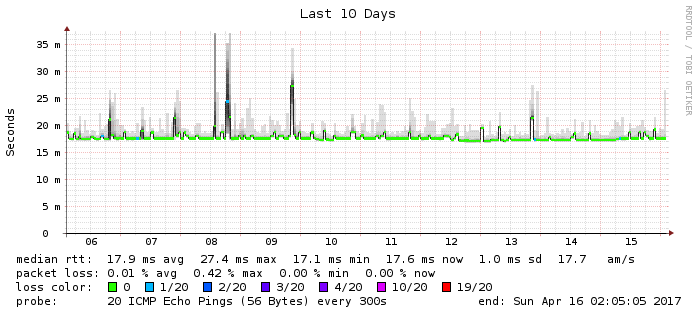 Last 10 Days
RRDTOOL / TOBI OETIKER
Seconds
35 m
30 m
25 m
20 m
15 m
10 m
5 m
0
06 07 08 09 10 11 12 13 14 15
median rtt: 17.9 ms avg 27.4 ms max 17.1 ms min 17.6 ms now 1.0 ms sd 17.7 am/s
packet loss: 0.01 % avg 0.42 % max 0.00 % min 0.00 % now
loss color: 0 1/20 2/20 3/20 4/20 10/20 19/20
probe: 20 ICMP Echo Pings (56 Bytes) every 300s end: Sun Apr 16 02:05:05 2017